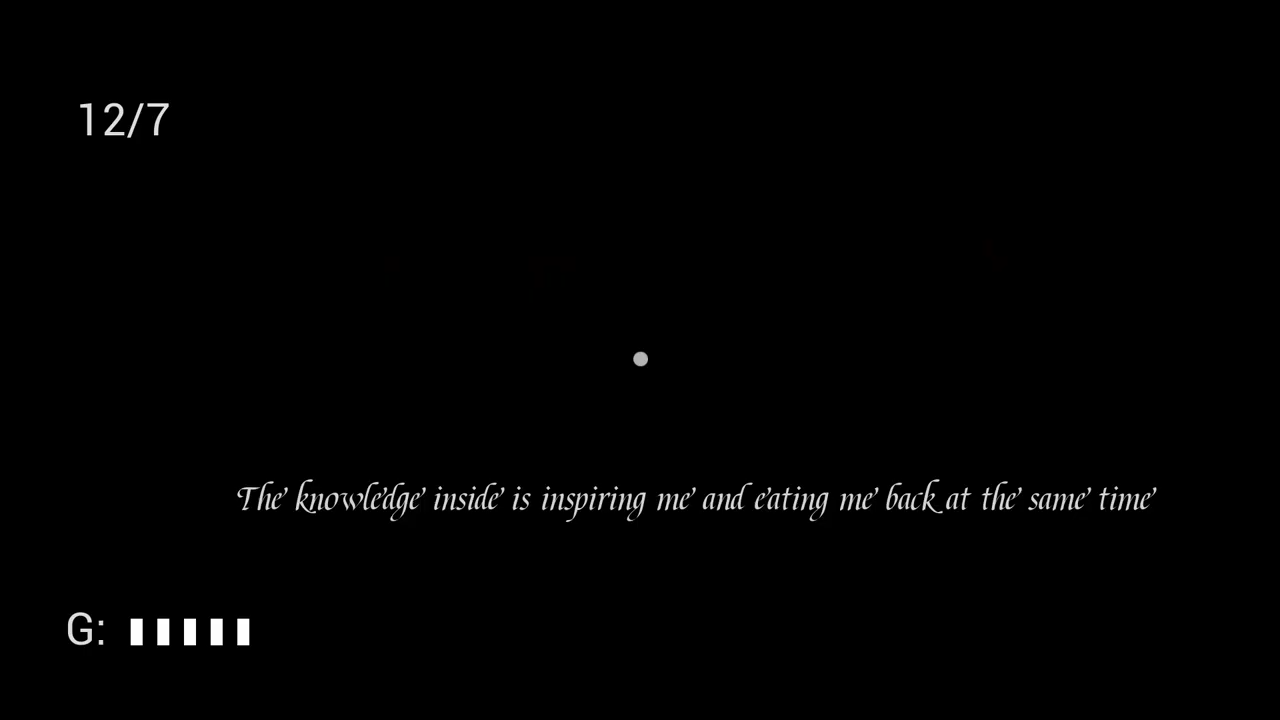 12/7
The knowledge inside is inspiring me and eating me back at the same time
G: